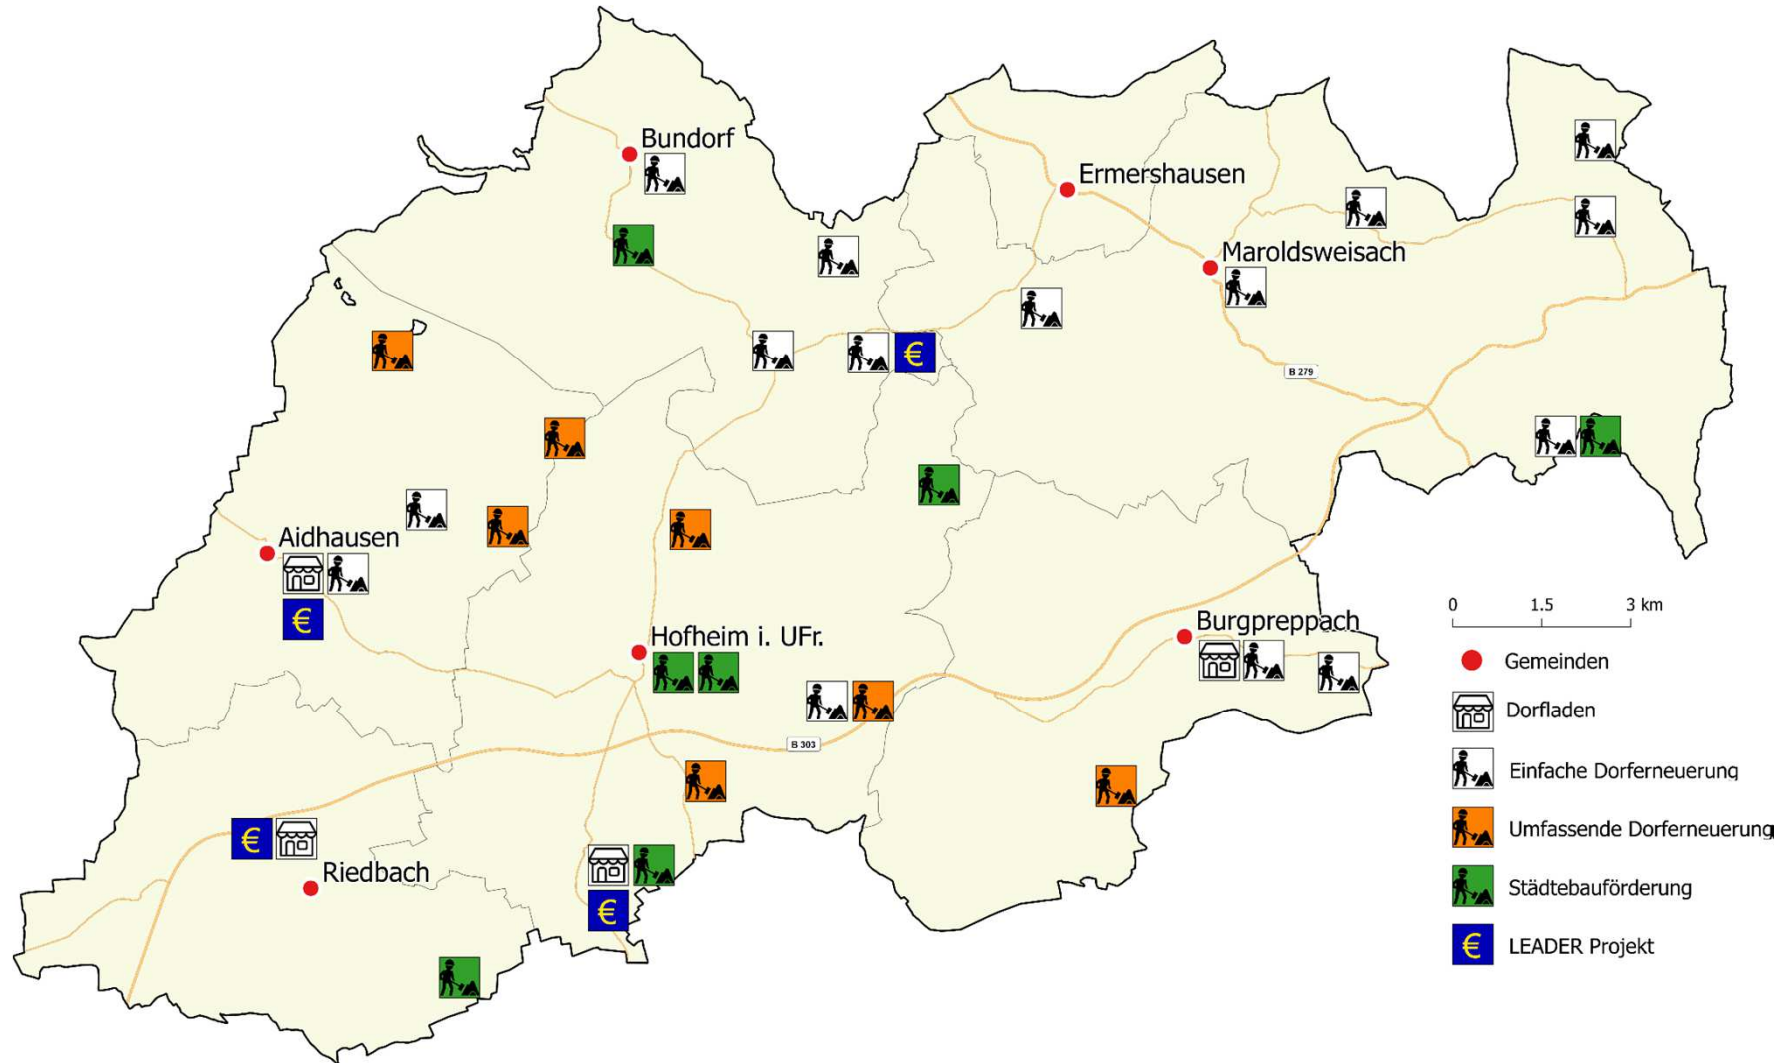 Bundorf
Ermershausen
Maroldsweisach
B 279
Aidhausen
Hofheim i. UFr.
Burgpreppach
B 303
Riedbach
0 1.5 3 km
Gemeinden
Dorfladen
Einfache Dorferneuerung
Umfassende Dorferneuerung
Städtebauförderung
€ LEADER Projekt
€
€
€
€